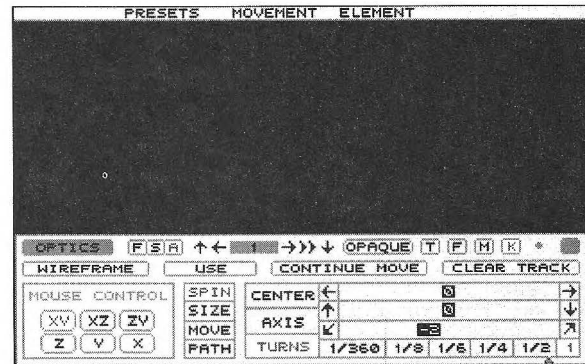 PRESETS MOVEMENT ELEMENT
OPTICS F S A ↑ ← 1 → >> ↓ OPAQUE T F M K
WIREFRAME USE CONTINUE MOVE CLEAR TRACK
MOUSE CONTROL SPIN CENTER ← 0 →
SIZE ↑ 0 ↓
XY XZ ZY MOVE AXIS ↙ -2 ↗
Z Y X PATH TURNS 1/360 1/8 1/6 1/4 1/2 1